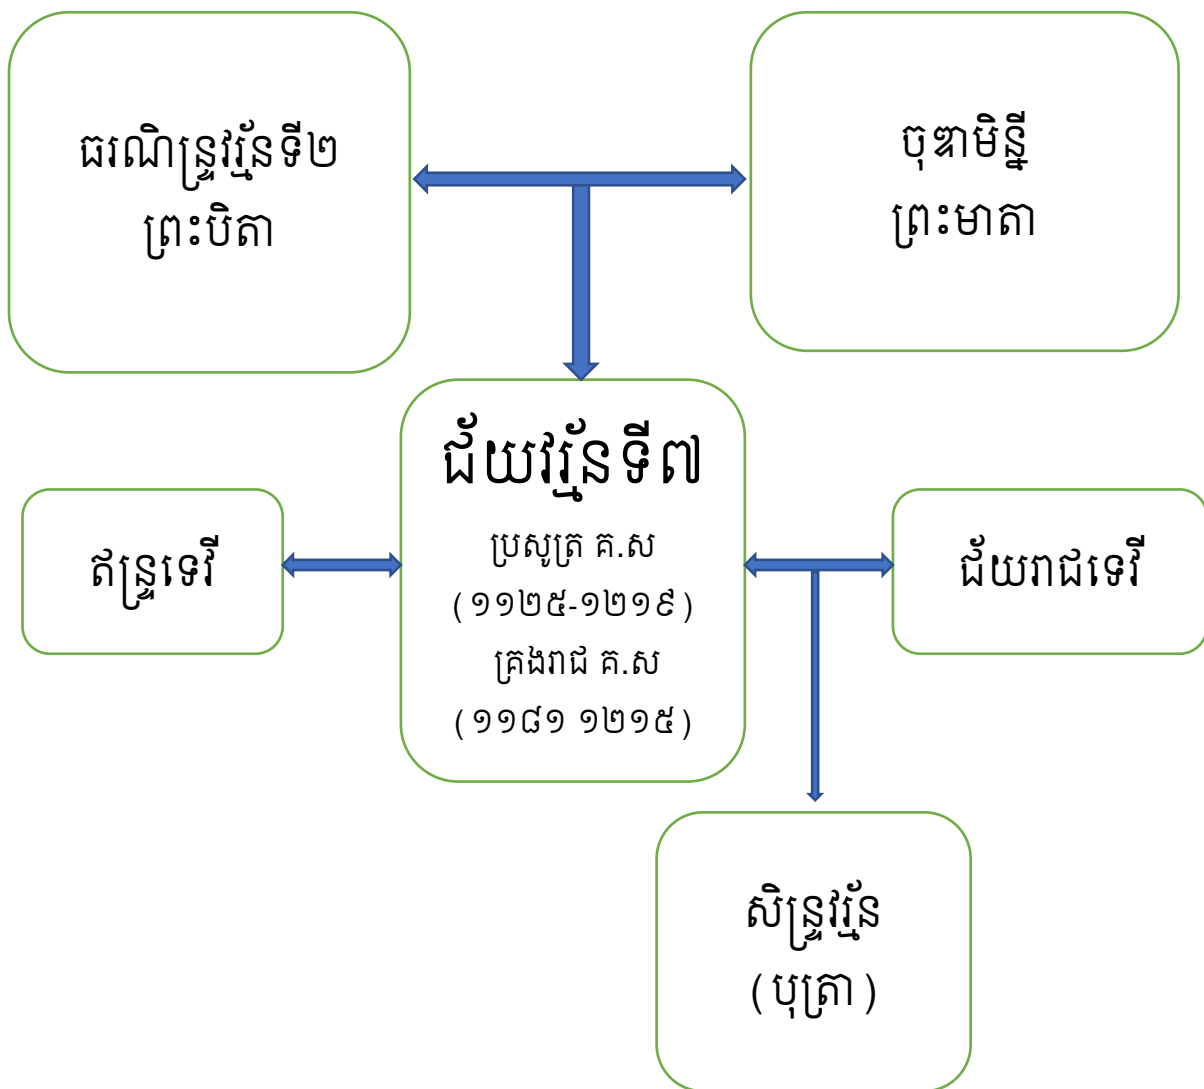 ធរណិន្ទ្រវរ្ម័នទី២
ព្រះបិតា
ចុឌាមិន្នី
ព្រះមាតា
ជ័យវរ្ម័នទី៧
ប្រសូត្រ គ.ស
(១១២៥-១២១៩)
គ្រងរាជ គ.ស
(១១៨១ ១២១៥)
ឥន្ទ្រទេវី
ជ័យរាជទេវី
សិន្ទ្រវរ្ម័ន
(បុត្រា)